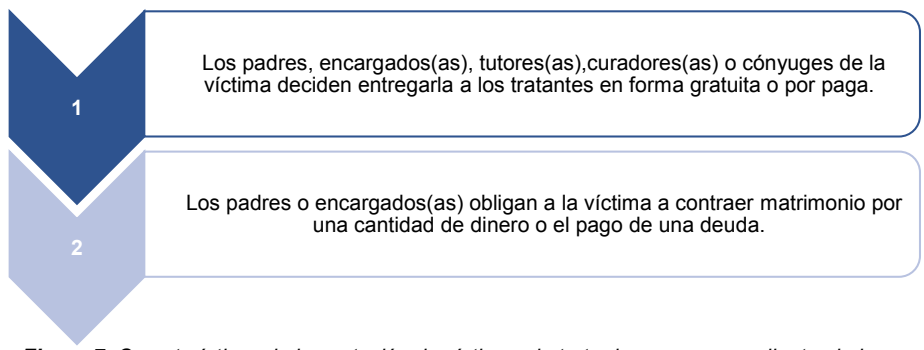 Los padres, encargados(as), tutores(as),curadores(as) o cónyuges de la
víctima deciden entregarla a los tratantes en forma gratuita o por paga.
1
Los padres o encargados(as) obligan a la víctima a contraer matrimonio por
una cantidad de dinero o el pago de una deuda.
2